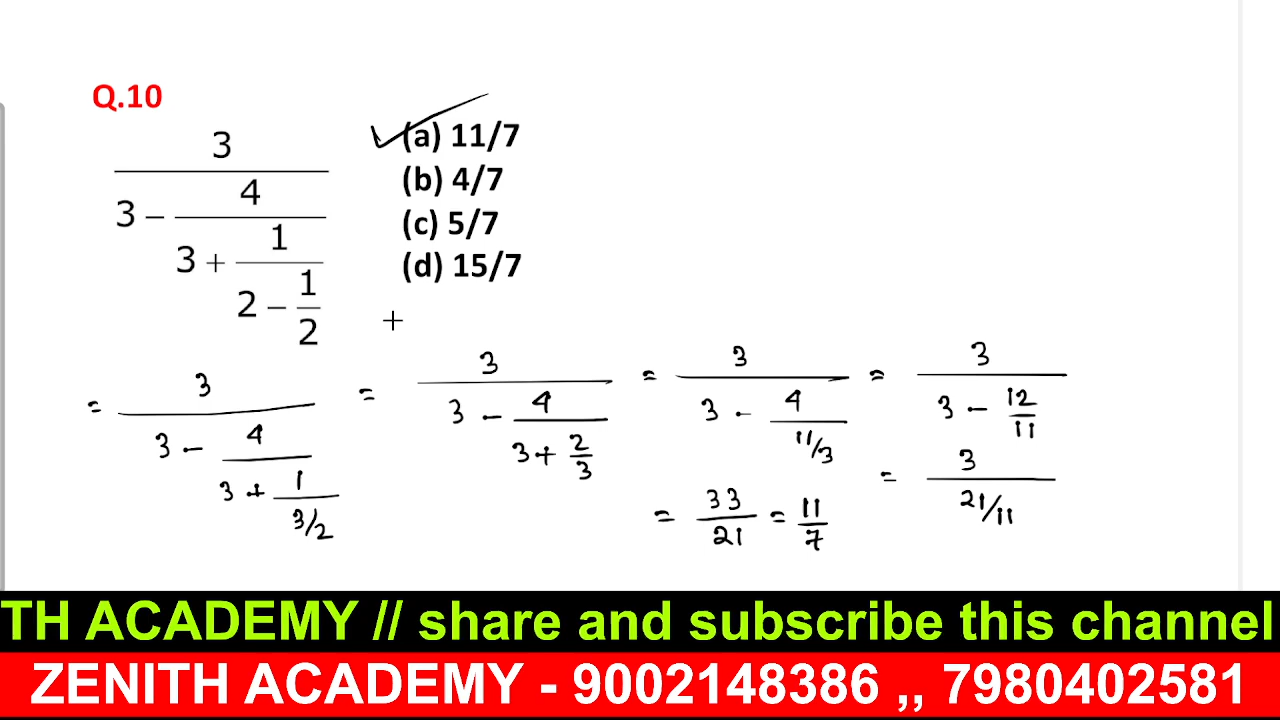 Q.10
3
3 - 4
3 + 1
2 - 1
2
(a) 11/7
(b) 4/7
(c) 5/7
(d) 15/7
= 3
3 - 4
3 + 1
3/2
= 3
3 - 4
3 + 2
3
= 3
3 - 4
11/3
= 3
3 - 12
11
= 3
21/11
= 33 = 11
21 7
TH ACADEMY // share and subscribe this channel
ZENITH ACADEMY - 9002148386 ,, 7980402581